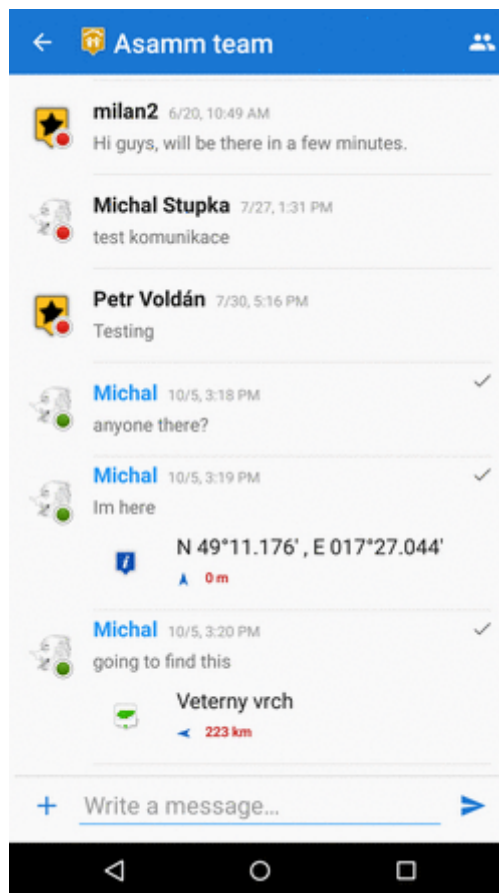 Asamm team
milan2 6/20, 10:49 AM
Hi guys, will be there in a few minutes.
Michal Stupka 7/27, 1:31 PM
test komunikace
Petr Voldán 7/30, 5:16 PM
Testing
Michal 10/5, 3:18 PM
anyone there?
Michal 10/5, 3:19 PM
Im here
N 49°11.176' , E 017°27.044'
0 m
Michal 10/5, 3:20 PM
going to find this
Veterny vrch
223 km
Write a message...